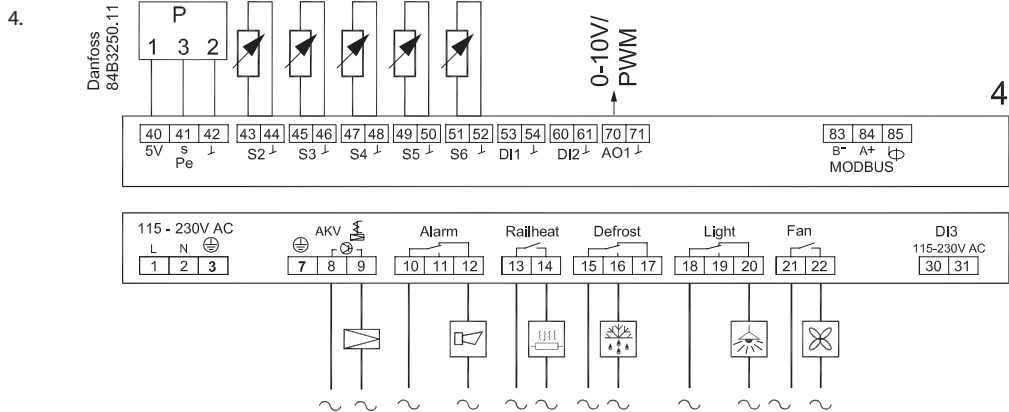 4.
Danfoss
84B3250.11
P
1 3 2
0-10V/
PWM
4
40 41 42 43 44 45 46 47 48 49 50 51 52 53 54 60 61 70 71 83 84 85
5V s S2 ⊥ S3 ⊥ S4 ⊥ S5 ⊥ S6 ⊥ DI1 ⊥ DI2 ⊥ AO1 ⊥ B- A+
Pe MODBUS
115 - 230V AC AKV Alarm Railheat Defrost Light Fan DI3
L N 115-230V AC
1 2 3 7 8 9 10 11 12 13 14 15 16 17 18 19 20 21 22 30 31